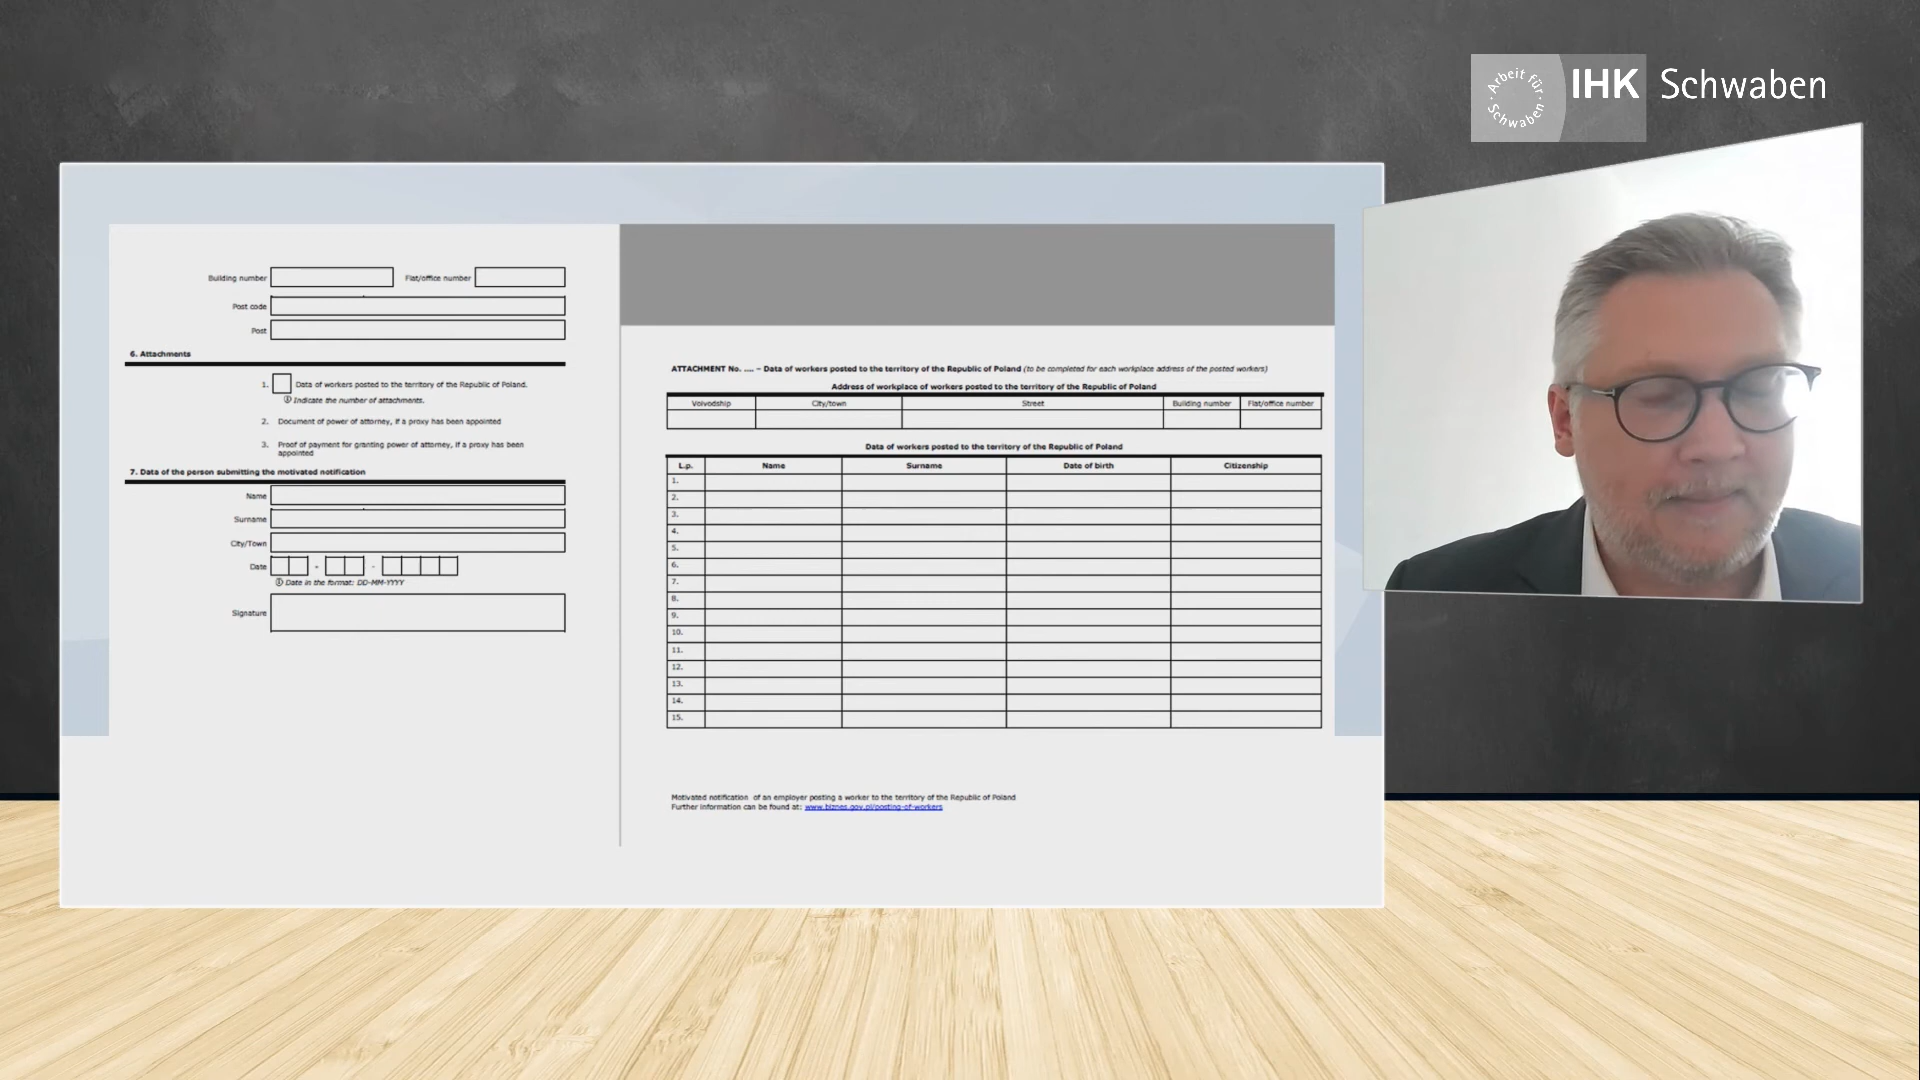 Arbeit für Schwaben
IHK Schwaben
Building number Flat/office number
Post code
Post
6. Attachments
1. Data of workers posted to the territory of the Republic of Poland.
Indicate the number of attachments.
2. Document of power of attorney, if a proxy has been appointed
3. Proof of payment for granting power of attorney, if a proxy has been
appointed
7. Data of the person submitting the motivated notification
Name
Surname
City/Town
Date - -
Date in the format: DD-MM-YYYY
Signature
ATTACHMENT No. .... – Data of workers posted to the territory of the Republic of Poland (to be completed for each workplace address of the posted workers)
Address of workplace of workers posted to the territory of the Republic of Poland
Voivodship City/town Street Building number Flat/office number
Data of workers posted to the territory of the Republic of Poland
L.p. Name Surname Date of birth Citizenship
1.
2.
3.
4.
5.
6.
7.
8.
9.
10.
11.
12.
13.
14.
15.
Motivated notification of an employer posting a worker to the territory of the Republic of Poland
Further information can be found at: www.biznes.gov.pl/posting-of-workers